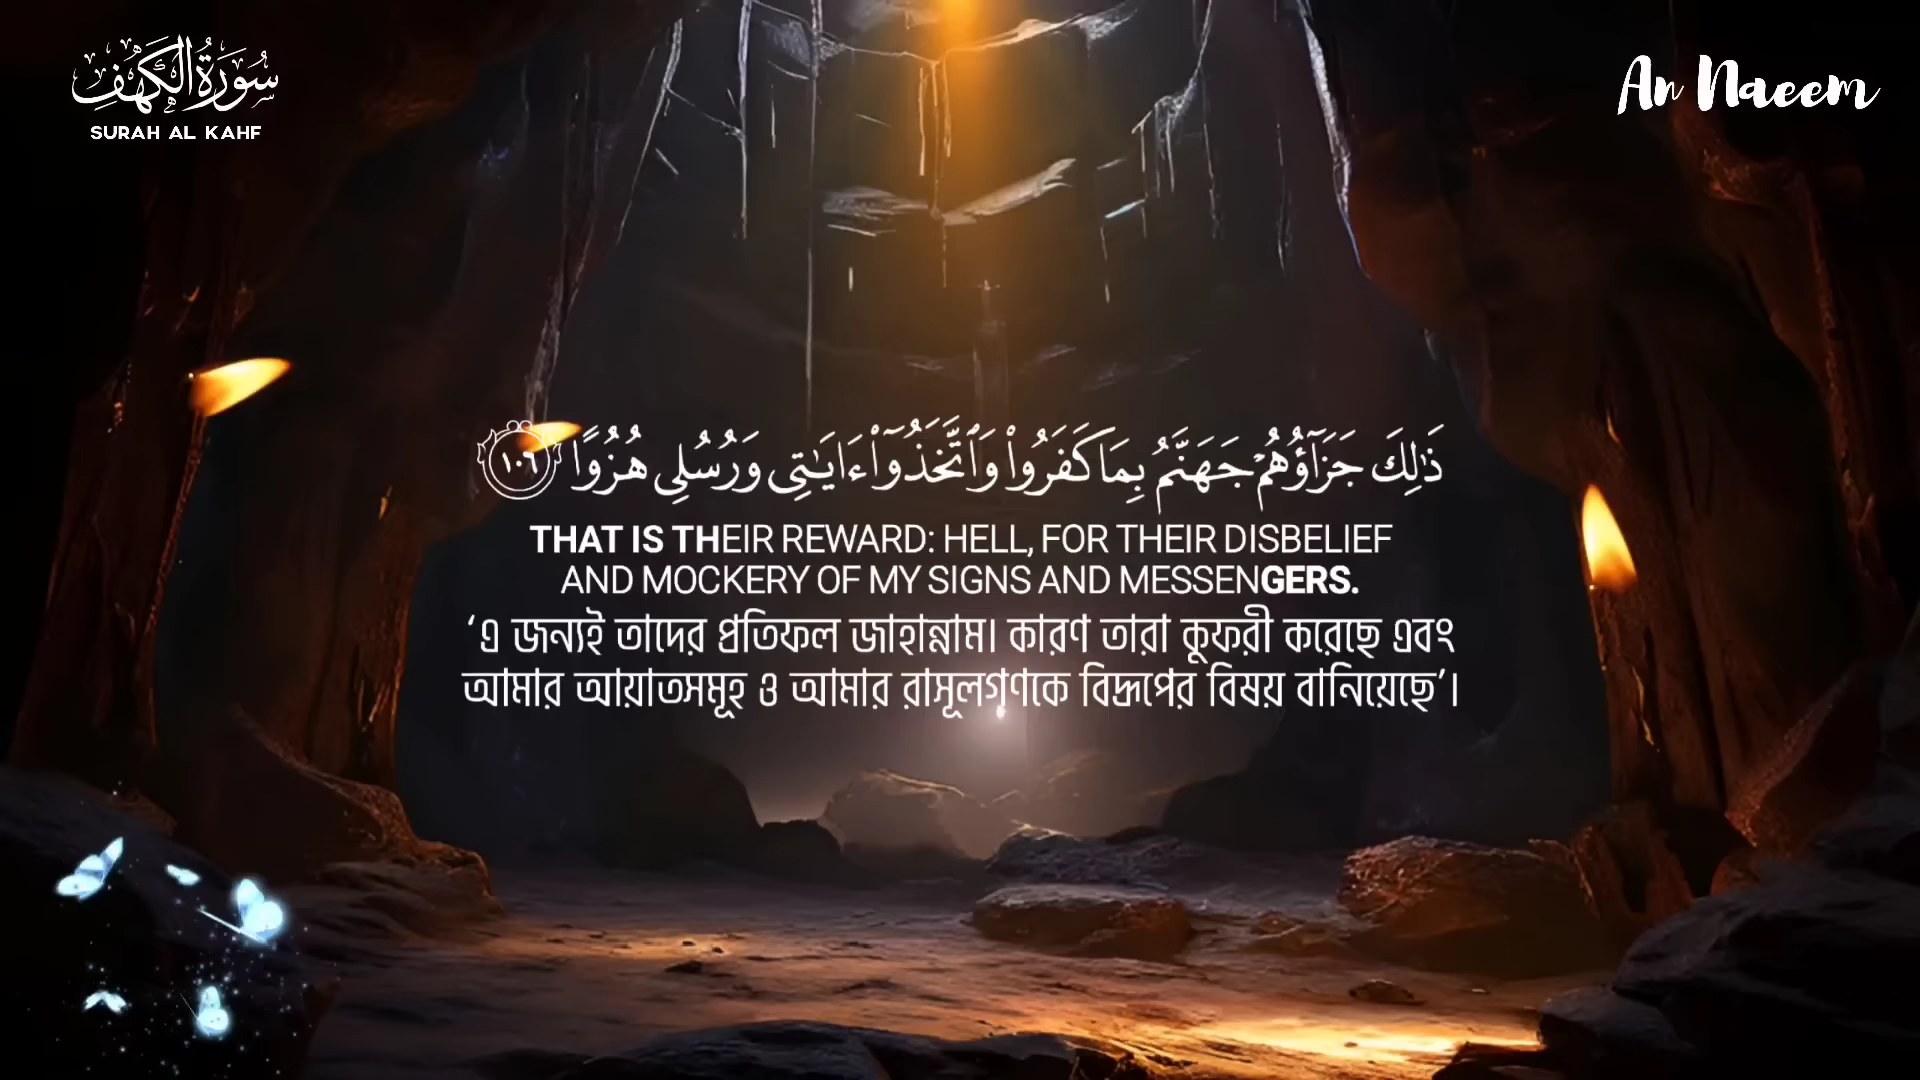 سُورَةُ الكَهْفِ
SURAH AL KAHF
An Naeem
ذَٰلِكَ جَزَآؤُهُمْ جَهَنَّمُ بِمَا كَفَرُوا۟ وَٱتَّخَذُوٓا۟ ءَايَـٰتِى وَرُسُلِى هُزُوًا ١٠٦
THAT IS THEIR REWARD: HELL, FOR THEIR DISBELIEF
AND MOCKERY OF MY SIGNS AND MESSENGERS.
‘এ জন্যই তাদের প্রতিফল জাহান্নাম। কারণ তারা কুফরী করেছে এবং
আমার আয়াতসমূহ ও আমার রাসূলগণকে বিদ্রূপের বিষয় বানিয়েছে’।